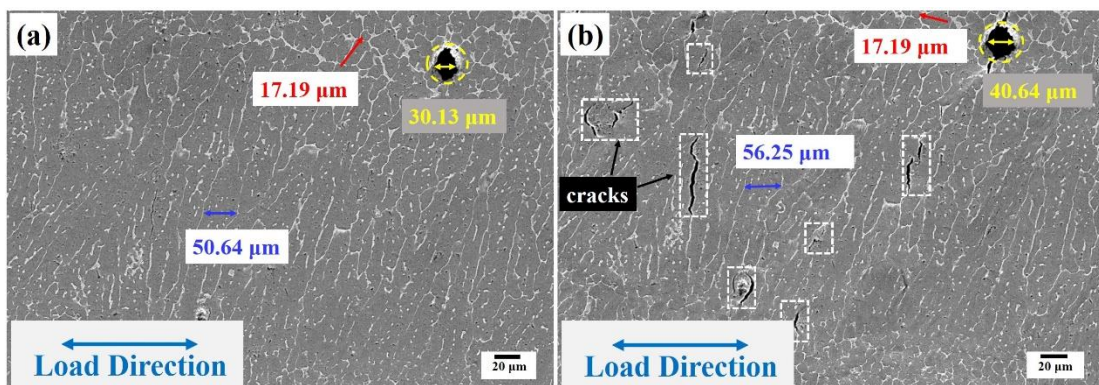 (a)
17.19 μm
30.13 μm
50.64 μm
Load Direction
20 μm
(b)
17.19 μm
40.64 μm
56.25 μm
cracks
Load Direction
20 μm